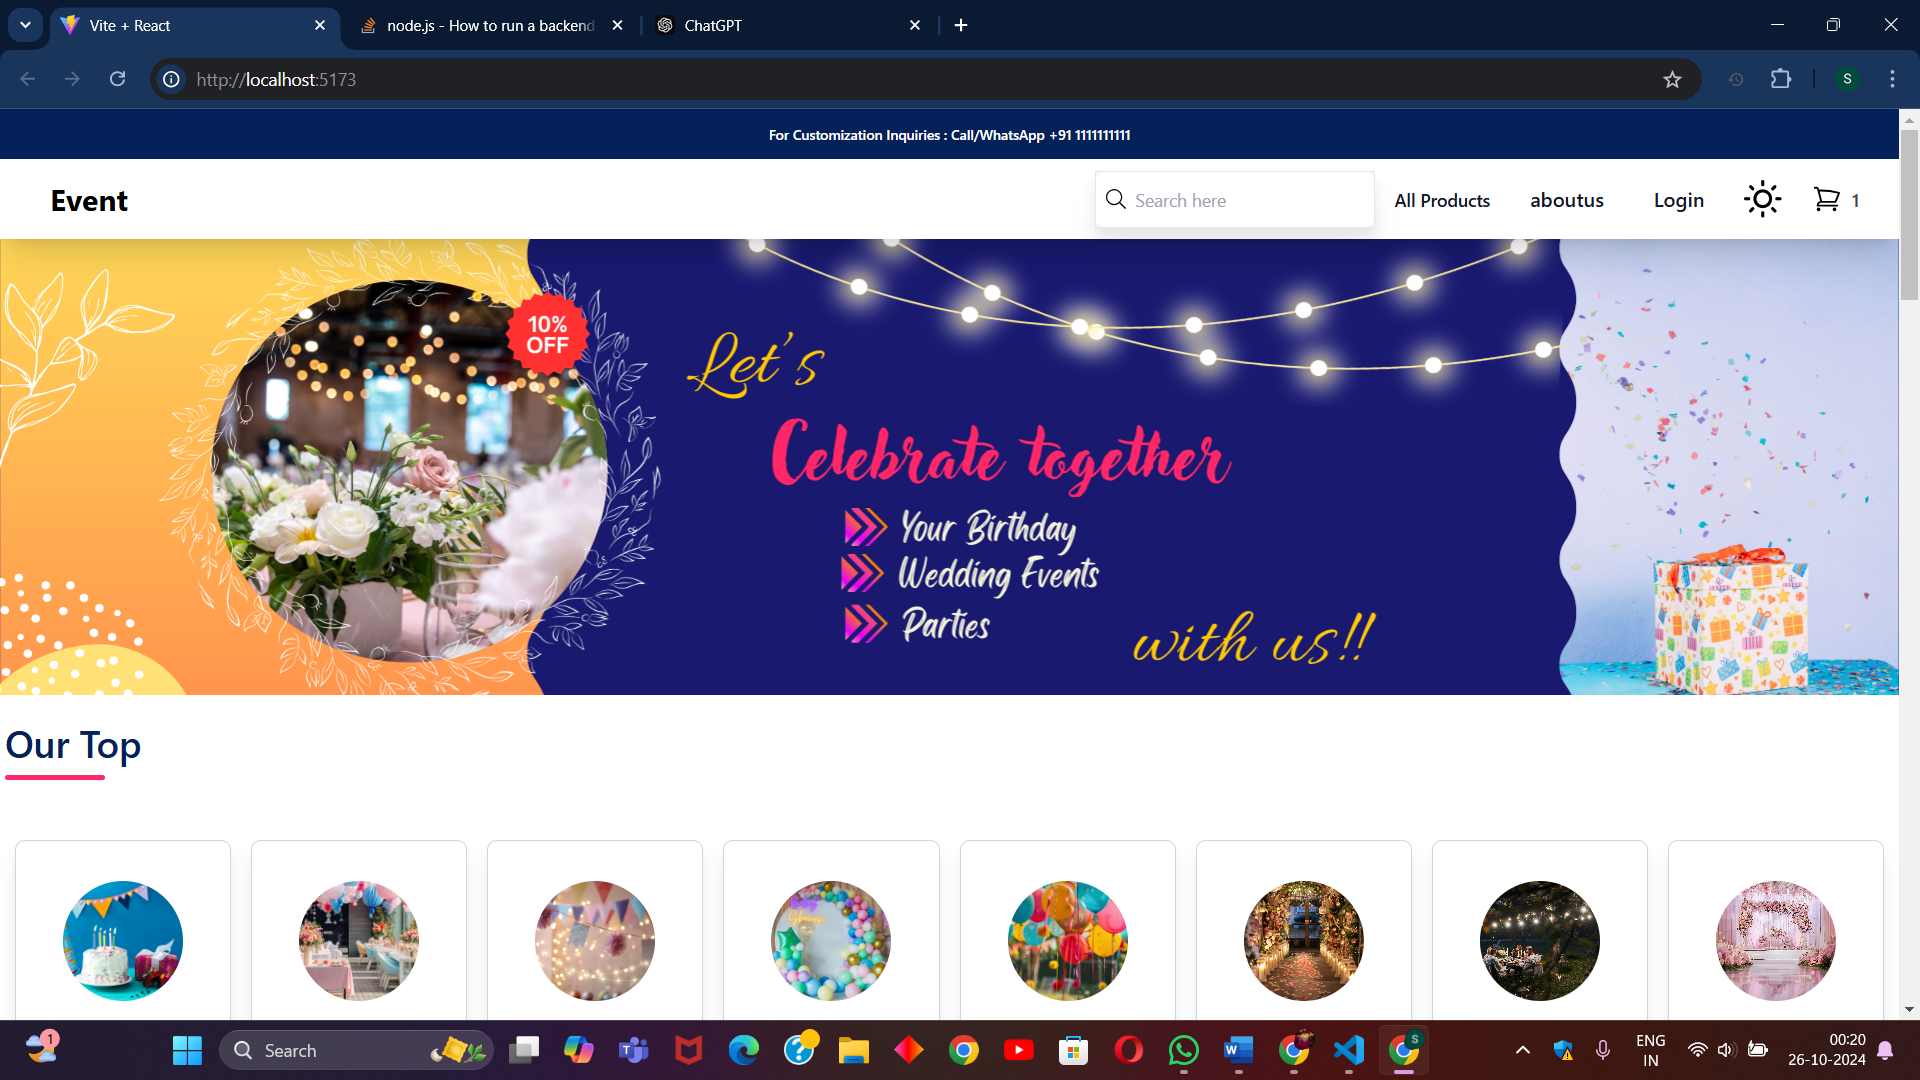 Vite + React
node.js - How to run a backend
ChatGPT
http://localhost:5173
S
For Customization Inquiries : Call/WhatsApp +91 1111111111
Event
Search here
All Products
aboutus
Login
1
10%
OFF
Let's
Celebrate together
Your Birthday
Wedding Events
Parties
with us!!
Our Top
1
Search
ENG
IN
00:20
26-10-2024